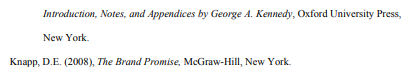 Introduction, Notes, and Appendices by George A. Kennedy, Oxford University Press,
New York.
Knapp, D.E. (2008), The Brand Promise, McGraw-Hill, New York.